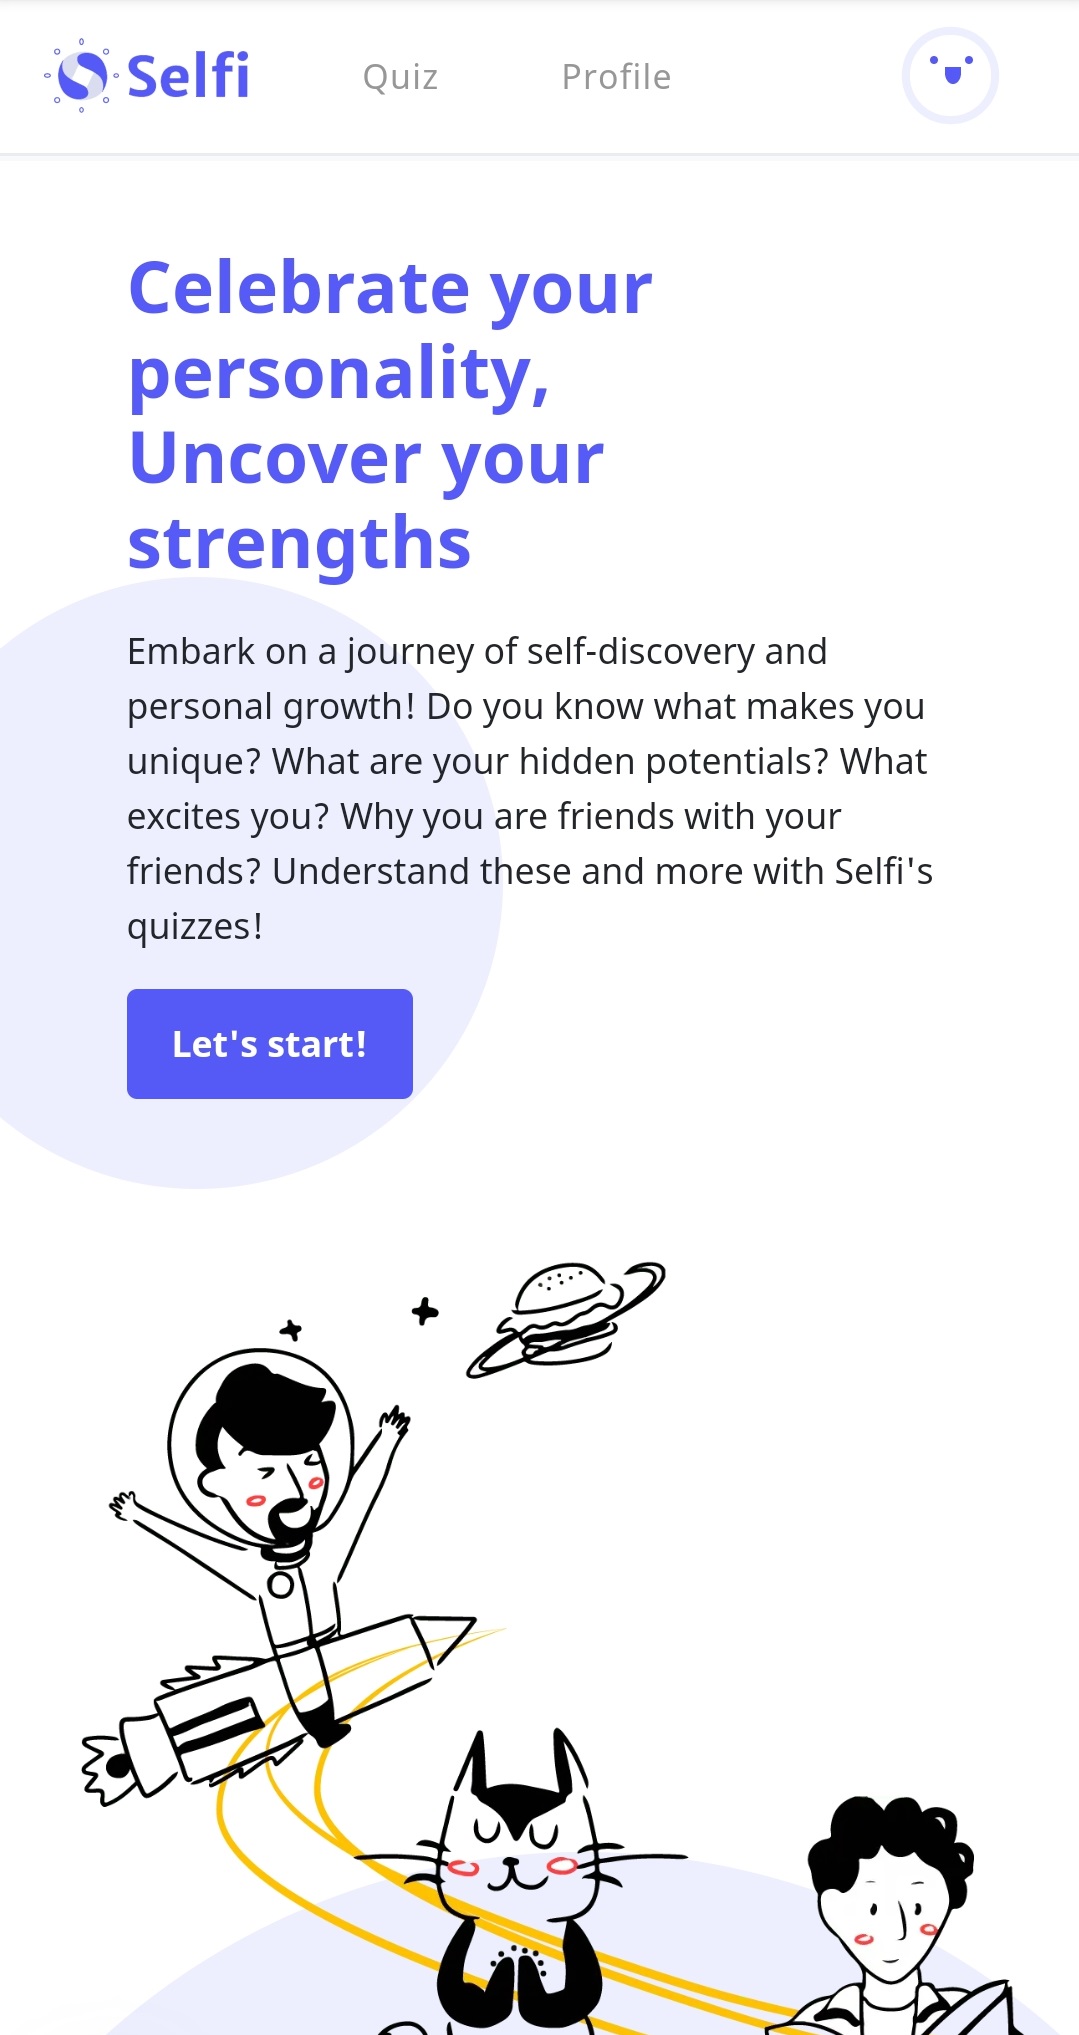 Selfi Quiz Profile
Celebrate your
personality,
Uncover your
strengths
Embark on a journey of self-discovery and
personal growth! Do you know what makes you
unique? What are your hidden potentials? What
excites you? Why you are friends with your
friends? Understand these and more with Selfi's
quizzes!
Let's start!